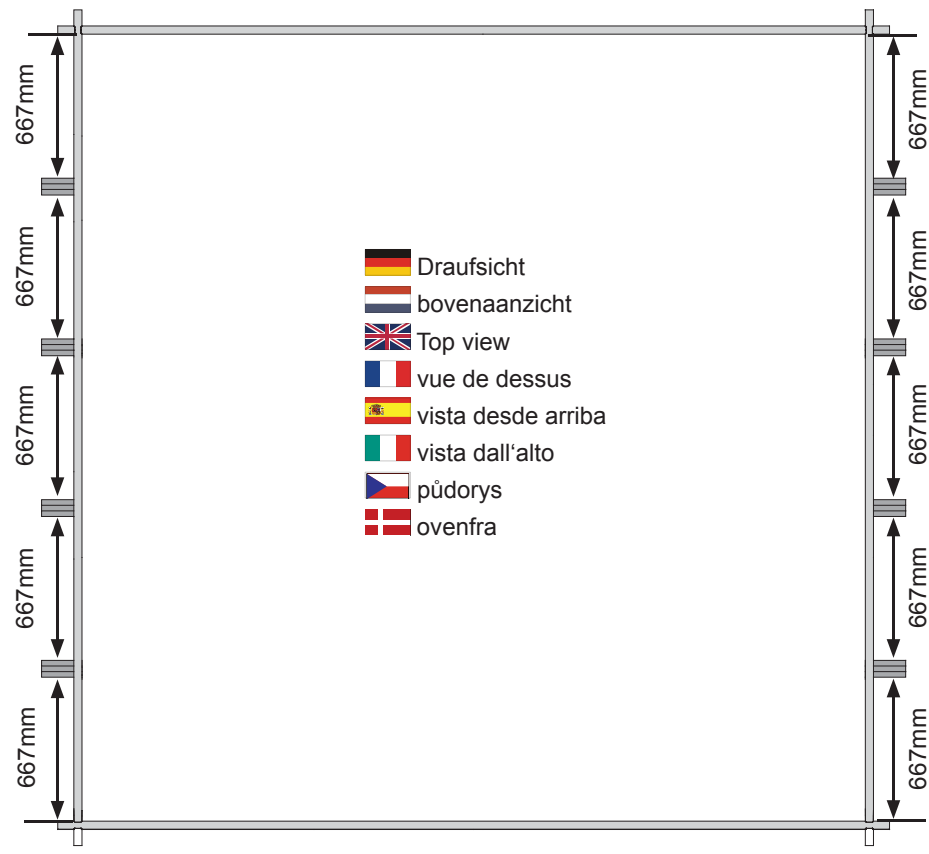 667mm
667mm
667mm
667mm
667mm
Draufsicht
bovenaanzicht
Top view
vue de dessus
vista desde arriba
vista dall‘alto
půdorys
ovenfra
667mm
667mm
667mm
667mm
667mm